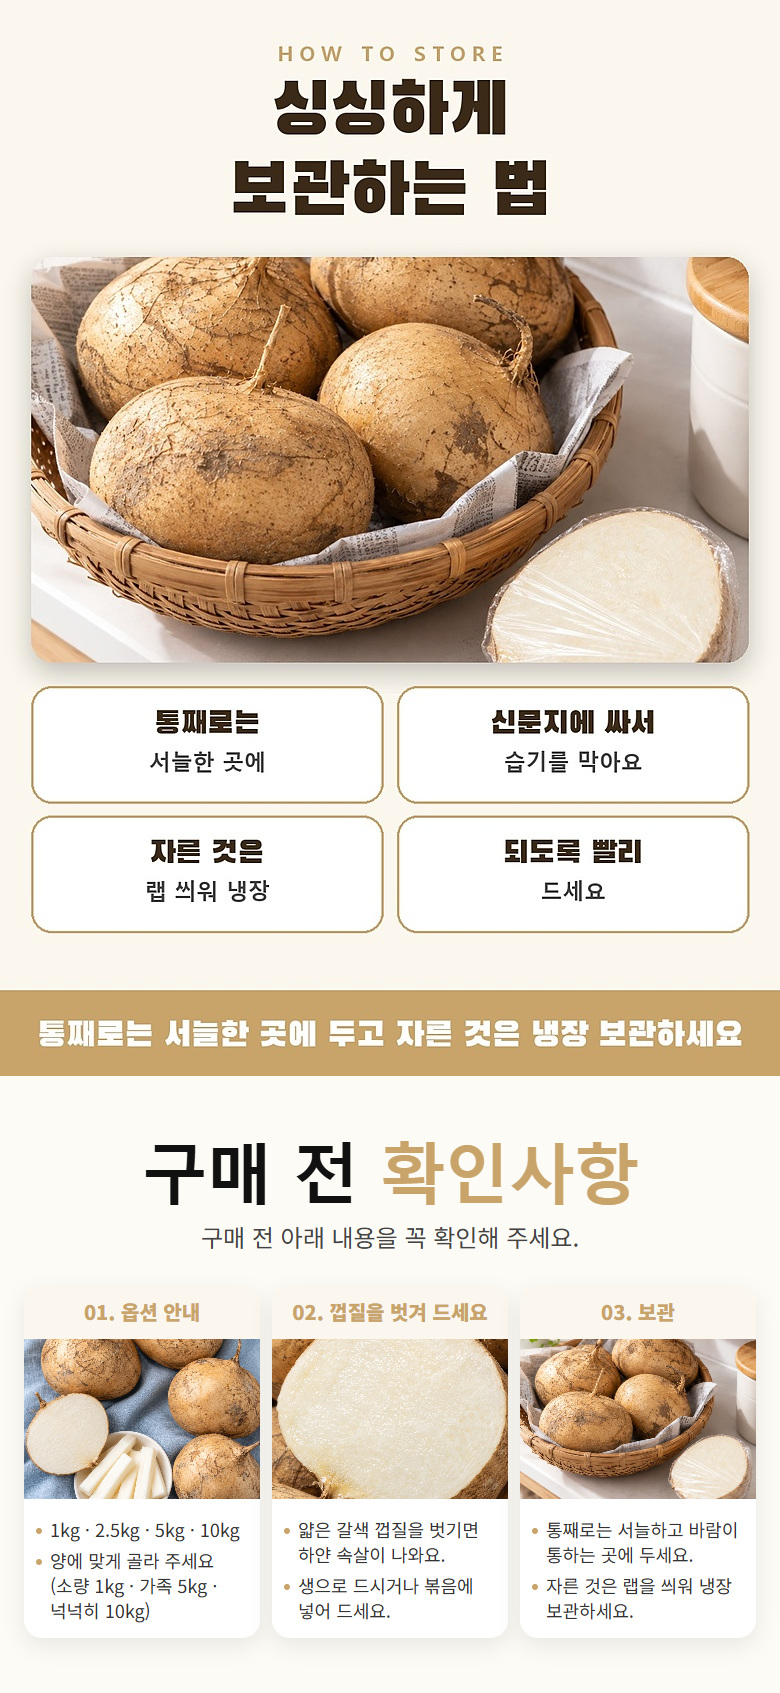 HOW TO STORE
싱싱하게
보관하는 법
통째로는
서늘한 곳에
신문지에 싸서
습기를 막아요
자른 것은
랩 씌워 냉장
되도록 빨리
드세요
통째로는 서늘한 곳에 두고 자른 것은 냉장 보관하세요
구매 전 확인사항
구매 전 아래 내용을 꼭 확인해 주세요.
01. 옵션 안내
• 1kg · 2.5kg · 5kg · 10kg
• 양에 맞게 골라 주세요
(소량 1kg · 가족 5kg ·
넉넉히 10kg)
02. 껍질을 벗겨 드세요
• 얇은 갈색 껍질을 벗기면
하얀 속살이 나와요.
• 생으로 드시거나 볶음에
넣어 드세요.
03. 보관
• 통째로는 서늘하고 바람이
통하는 곳에 두세요.
• 자른 것은 랩을 씌워 냉장
보관하세요.